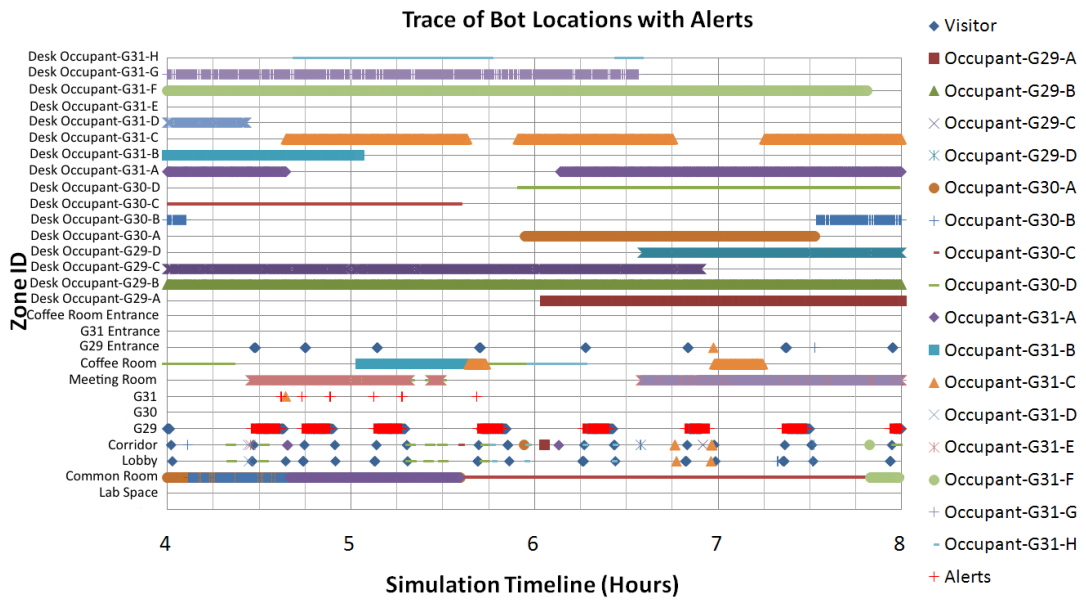 Trace of Bot Locations with Alerts
Zone ID
Desk Occupant-G31-H
Desk Occupant-G31-G
Desk Occupant-G31-F
Desk Occupant-G31-E
Desk Occupant-G31-D
Desk Occupant-G31-C
Desk Occupant-G31-B
Desk Occupant-G31-A
Desk Occupant-G30-D
Desk Occupant-G30-C
Desk Occupant-G30-B
Desk Occupant-G30-A
Desk Occupant-G29-D
Desk Occupant-G29-C
Desk Occupant-G29-B
Desk Occupant-G29-A
Coffee Room Entrance
G31 Entrance
G29 Entrance
Coffee Room
Meeting Room
G31
G30
G29
Corridor
Lobby
Common Room
Lab Space
4 5 6 7 8
Simulation Timeline (Hours)
Visitor
Occupant-G29-A
Occupant-G29-B
Occupant-G29-C
Occupant-G29-D
Occupant-G30-A
Occupant-G30-B
Occupant-G30-C
Occupant-G30-D
Occupant-G31-A
Occupant-G31-B
Occupant-G31-C
Occupant-G31-D
Occupant-G31-E
Occupant-G31-F
Occupant-G31-G
Occupant-G31-H
Alerts